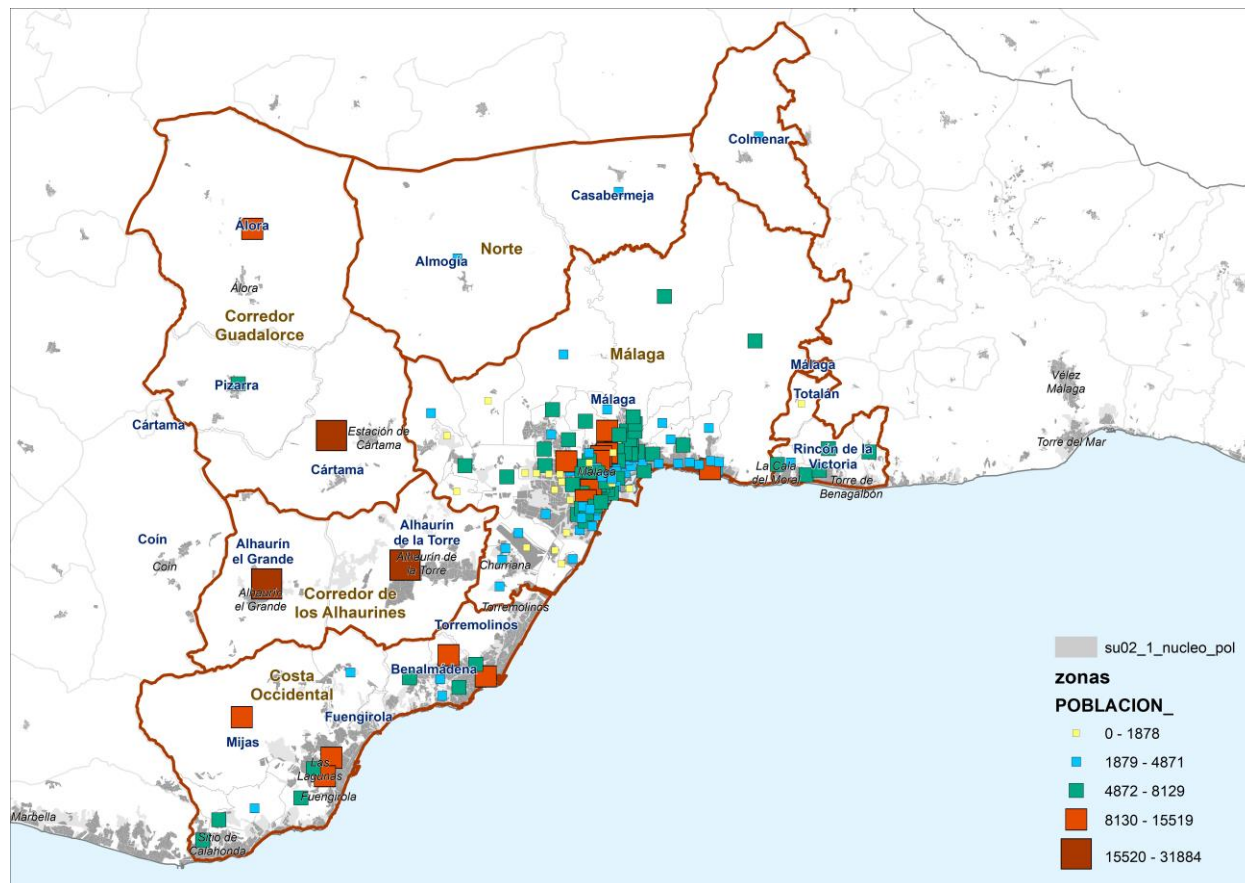 Colmenar
Casabermeja
Álora
Norte
Almogía
Álora
Corredor
Guadalorce
Málaga
Málaga
Pizarra
Totalán
Vélez
Málaga
Málaga
Cártama
Estación de
Cártama
Torre del Mar
Rincón de la
Victoria
Cártama
Málaga
La Cala
del Moral
Torre de
Benagalbón
Alhaurín
de la Torre
Coín
Alhaurín
el Grande
Coín
Alhaurín de
la Torre
Churriana
Alhaurín
el Grande
Corredor de
los Alhaurines
Torremolinos
Torremolinos
Benalmádena
Costa
Occidental
Fuengirola
Mijas
Las
Lagunas
Fuengirola
Marbella
Sitio de
Calahonda
su02_1_nucleo_pol
zonas
POBLACION_
0 - 1878
1879 - 4871
4872 - 8129
8130 - 15519
15520 - 31884